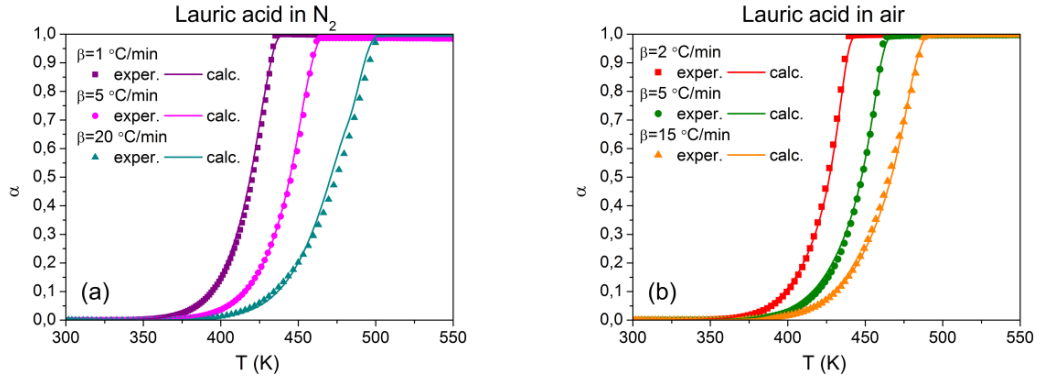 Lauric acid in N₂
1,0
0,9
0,8
0,7
0,6
0,5
0,4
0,3
0,2
0,1
0,0
α
β=1 °C/min
exper. calc.
β=5 °C/min
exper. calc.
β=20 °C/min
exper. calc.
(a)
300 350 400 450 500 550
T (K)
Lauric acid in air
1,0
0,9
0,8
0,7
0,6
0,5
0,4
0,3
0,2
0,1
0,0
α
β=2 °C/min
exper. calc.
β=5 °C/min
exper. calc.
β=15 °C/min
exper. calc.
(b)
300 350 400 450 500 550
T (K)